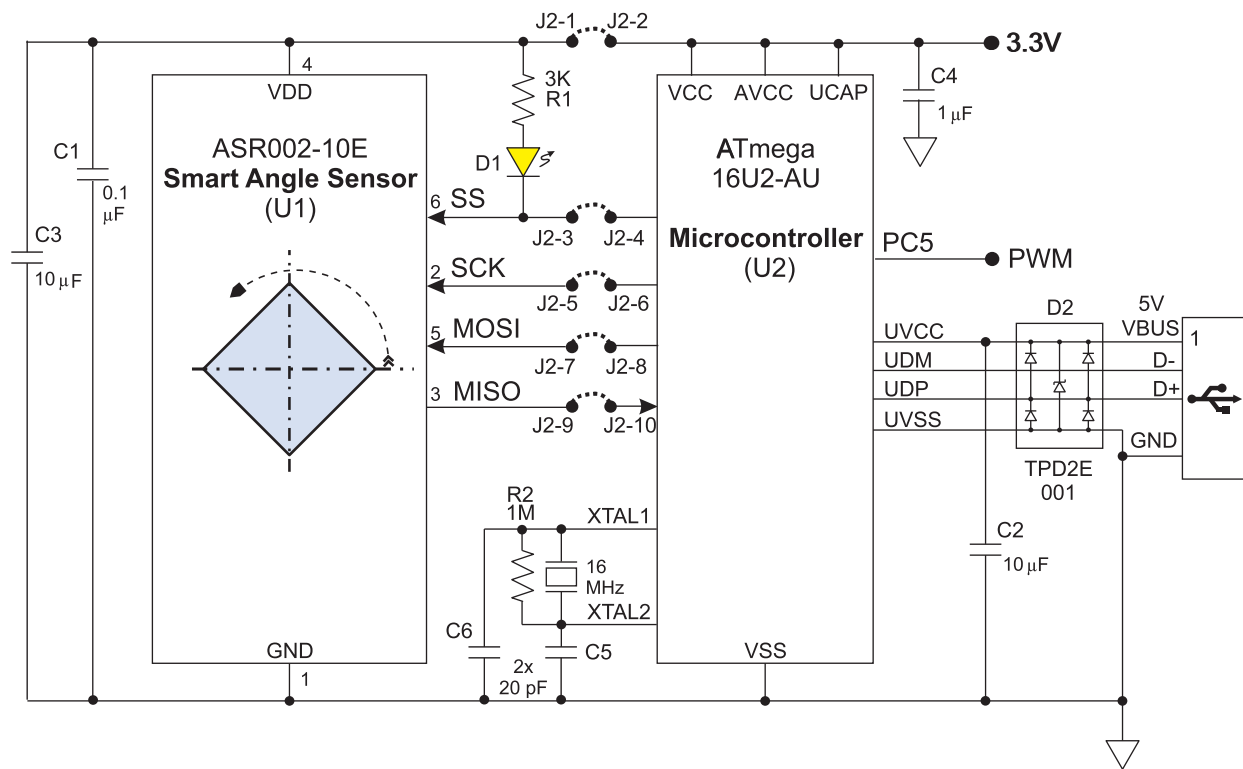 J2-1
J2-2
3.3V
4
VDD
3K
R1
VCC
AVCC
UCAP
C4
1 µF
C1
0.1
µF
ASR002-10E
Smart Angle Sensor
(U1)
D1
ATmega
16U2-AU
Microcontroller
(U2)
6
SS
J2-3
J2-4
C3
10 µF
PC5
PWM
2
SCK
J2-5
J2-6
5
MOSI
J2-7
J2-8
3
MISO
J2-9
J2-10
D2
5V
VBUS
1
UVCC
UDM
D-
UDP
D+
UVSS
GND
TPD2E
001
R2
1M
XTAL1
16
MHz
XTAL2
C2
10 µF
C6
C5
2x
20 pF
GND
1
VSS